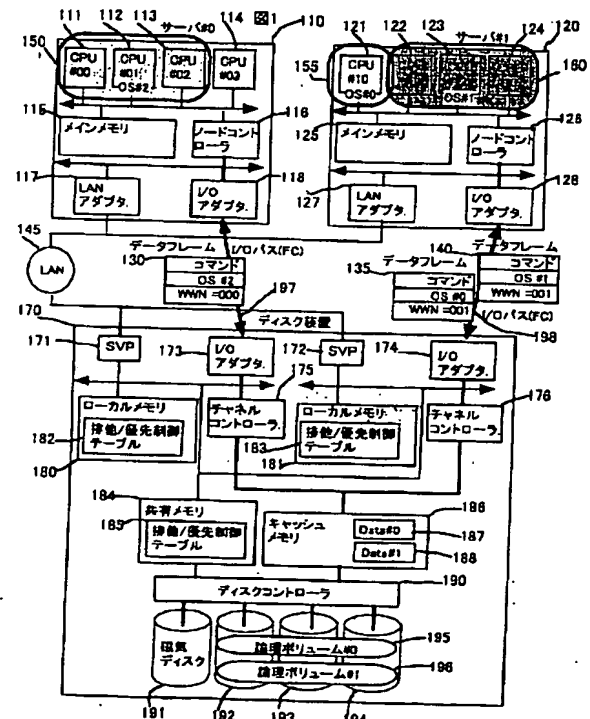 図1
111 112 113 サーバ#0 114 110
121 122 123 サーバ#1 124 120
150
CPU #00
CPU #01
CPU #02
CPU #03
OS#2
155
CPU #10
OS#0
OS#1
160
115
メインメモリ
116
ノードコントローラ
125
メインメモリ
126
ノードコントローラ
117
LAN アダプタ.
118
I/O アダプタ.
127
LAN アダプタ.
128
I/O アダプタ.
145
LAN
データフレーム
130
コマンド
OS #2
WWN =000
I/Oパス(FC)
197
データフレーム
135
コマンド
OS #0
WWN =001
140
データフレーム
コマンド
OS #1
WWN =001
I/Oパス(FC)
198
170
ディスク装置
171
SVP
173
I/O アダプタ.
175
172
SVP
174
I/O アダプタ.
176
ローカルメモリ
182
排他/優先制御テーブル
180
チャネルコントローラ.
ローカルメモリ
183
排他/優先制御テーブル
181
チャネルコントローラ.
184
共有メモリ
185
排他/優先制御テーブル
キャッシュメモリ
186
Data#0
187
Data#1
188
190
ディスクコントローラ
磁気ディスク
論理ボリューム#0
195
論理ボリューム#1
196
191 192 193 194